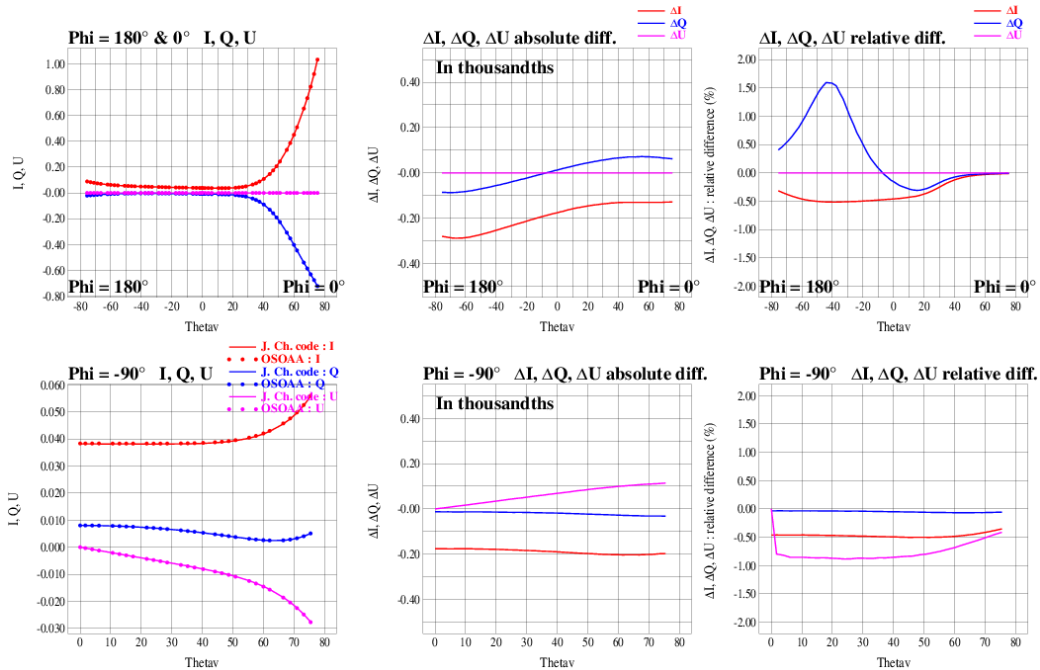 Phi = 180° & 0° I, Q, U
1.00
0.80
0.60
0.40
0.20
-0.00
-0.20
-0.40
-0.60
-0.80
I, Q, U
Phi = 180°
Phi = 0°
-80 -60 -40 -20 0 20 40 60 80
Thetav
ΔI
ΔQ
ΔU
ΔI, ΔQ, ΔU absolute diff.
In thousandths
0.40
0.20
-0.00
-0.20
-0.40
ΔI, ΔQ, ΔU
Phi = 180°
Phi = 0°
-80 -60 -40 -20 0 20 40 60 80
Thetav
ΔI
ΔQ
ΔU
ΔI, ΔQ, ΔU relative diff.
2.00
1.50
1.00
0.50
0.00
-0.50
-1.00
-1.50
-2.00
ΔI, ΔQ, ΔU : relative difference (%)
Phi = 180°
Phi = 0°
-80 -60 -40 -20 0 20 40 60 80
Thetav
J. Ch. code : I
OSOAA : I
J. Ch. code : Q
OSOAA : Q
J. Ch. code : U
OSOAA : U
Phi = -90° I, Q, U
0.060
0.050
0.040
0.030
0.020
0.010
0.000
-0.010
-0.020
-0.030
I, Q, U
0 10 20 30 40 50 60 70 80
Thetav
Phi = -90° ΔI, ΔQ, ΔU absolute diff.
In thousandths
0.40
0.20
-0.00
-0.20
-0.40
ΔI, ΔQ, ΔU
0 10 20 30 40 50 60 70 80
Thetav
Phi = -90° ΔI, ΔQ, ΔU relative diff.
2.00
1.50
1.00
0.50
0.00
-0.50
-1.00
-1.50
-2.00
ΔI, ΔQ, ΔU : relative difference (%)
0 10 20 30 40 50 60 70 80
Thetav